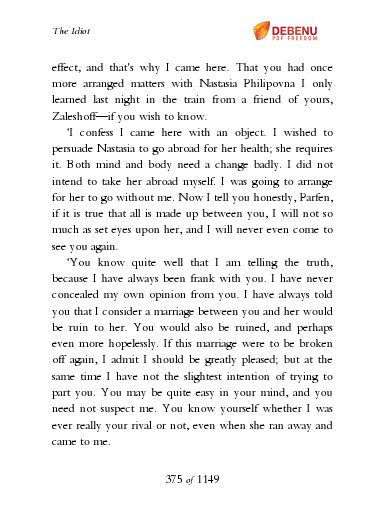 The Idiot
DEBENU
PDF FREEDOM
effect, and that's why I came here. That you had once
more arranged matters with Nastasia Philipovna I only
learned last night in the train from a friend of yours,
Zaleshoff—if you wish to know.
'I confess I came here with an object. I wished to
persuade Nastasia to go abroad for her health; she requires
it. Both mind and body need a change badly. I did not
intend to take her abroad myself. I was going to arrange
for her to go without me. Now I tell you honestly, Parfen,
if it is true that all is made up between you, I will not so
much as set eyes upon her, and I will never even come to
see you again.
'You know quite well that I am telling the truth,
because I have always been frank with you. I have never
concealed my own opinion from you. I have always told
you that I consider a marriage between you and her would
be ruin to her. You would also be ruined, and perhaps
even more hopelessly. If this marriage were to be broken
off again, I admit I should be greatly pleased; but at the
same time I have not the slightest intention of trying to
part you. You may be quite easy in your mind, and you
need not suspect me. You know yourself whether I was
ever really your rival or not, even when she ran away and
came to me.
375 of 1149